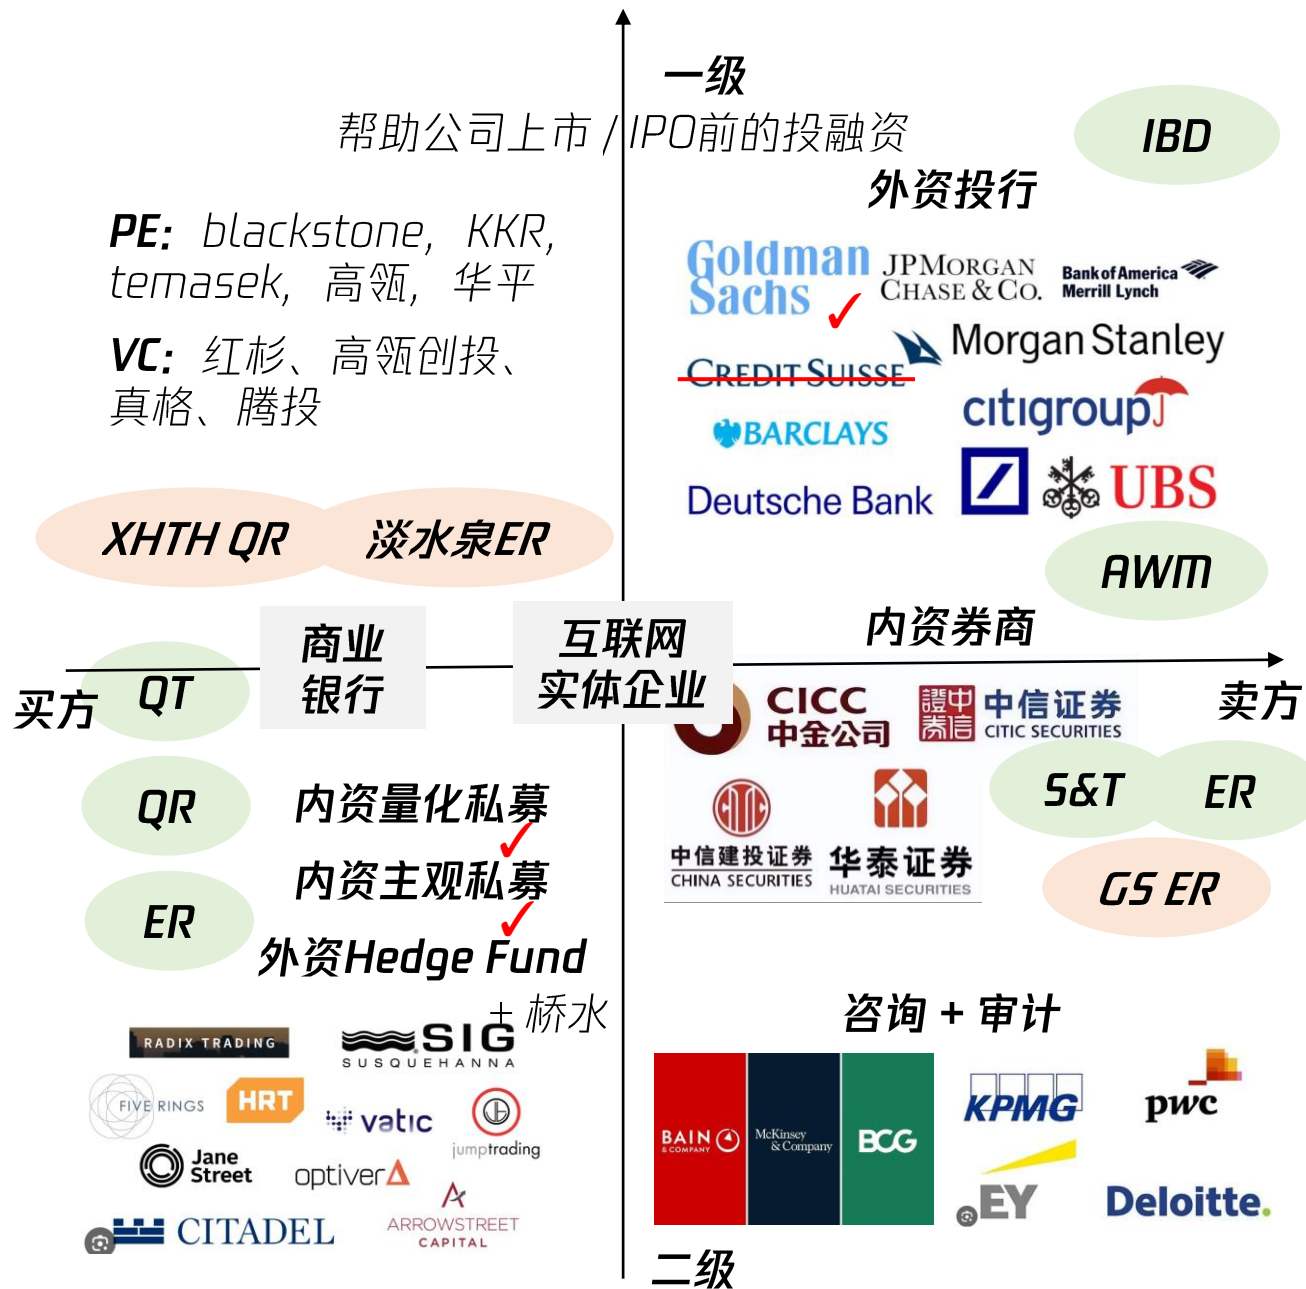 一级
帮助公司上市 / IPO前的投融资
IBD
外资投行
PE：blackstone，KKR,
temasek，高瓴，华平
VC：红杉、高瓴创投、
真格、腾投
Goldman
Sachs
JPMORGAN
CHASE & CO.
Bank of America
Merrill Lynch
CREDIT SUISSE
Morgan Stanley
citigroup
BARCLAYS
Deutsche Bank
UBS
XHTH QR
淡水泉ER
AWM
商业
银行
互联网
实体企业
内资券商
买方
卖方
QT
CICC
中金公司
證中
券信
中信证券
CITIC SECURITIES
S&T
ER
QR
内资量化私募
CITIC
中信建投证券
CHINA SECURITIES
华泰证券
HUATAI SECURITIES
内资主观私募
GS ER
ER
外资Hedge Fund
+ 桥水
咨询 + 审计
RADIX TRADING
SIG
SUSQUEHANNA
FIVE RINGS
HRT
vatic
jumptrading
Jane
Street
optiver
CITADEL
ARROWSTREET
CAPITAL
BAIN
& COMPANY
McKinsey
& Company
BCG
KPMG
pwc
EY
Deloitte.
二级